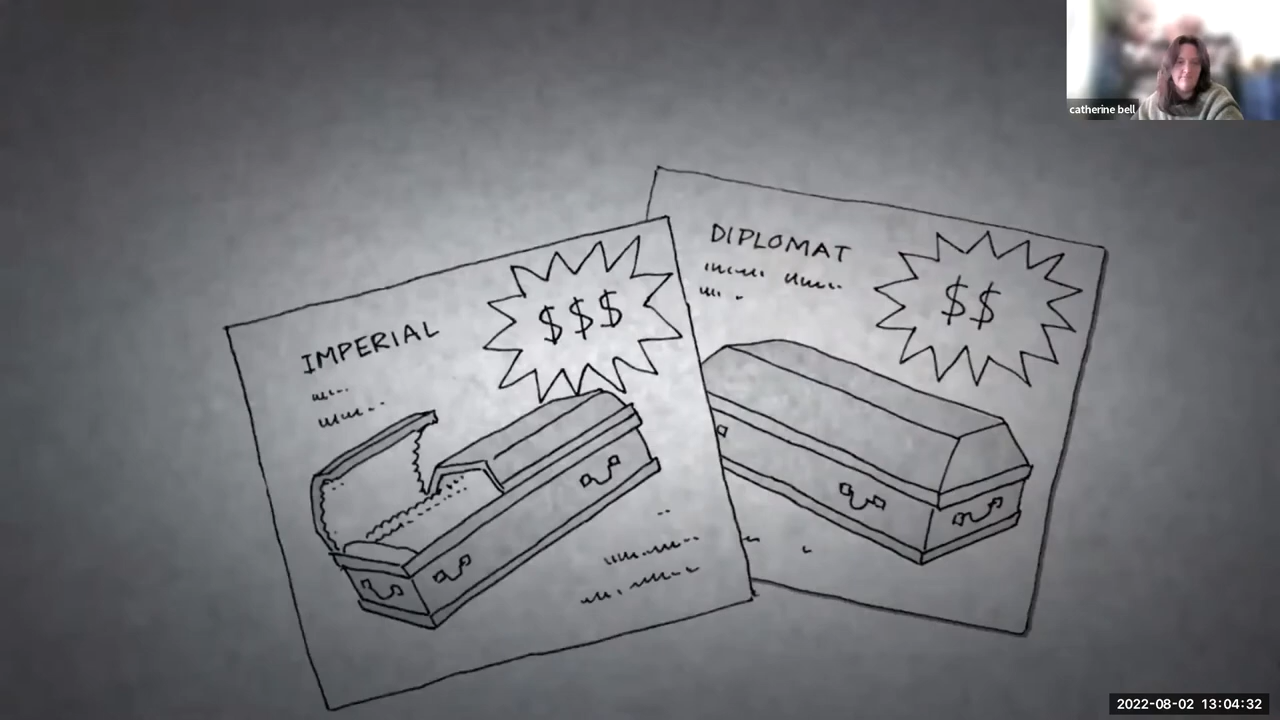 catherine bell
DIPLOMAT
$$
IMPERIAL
$$$
2022-08-02 13:04:32